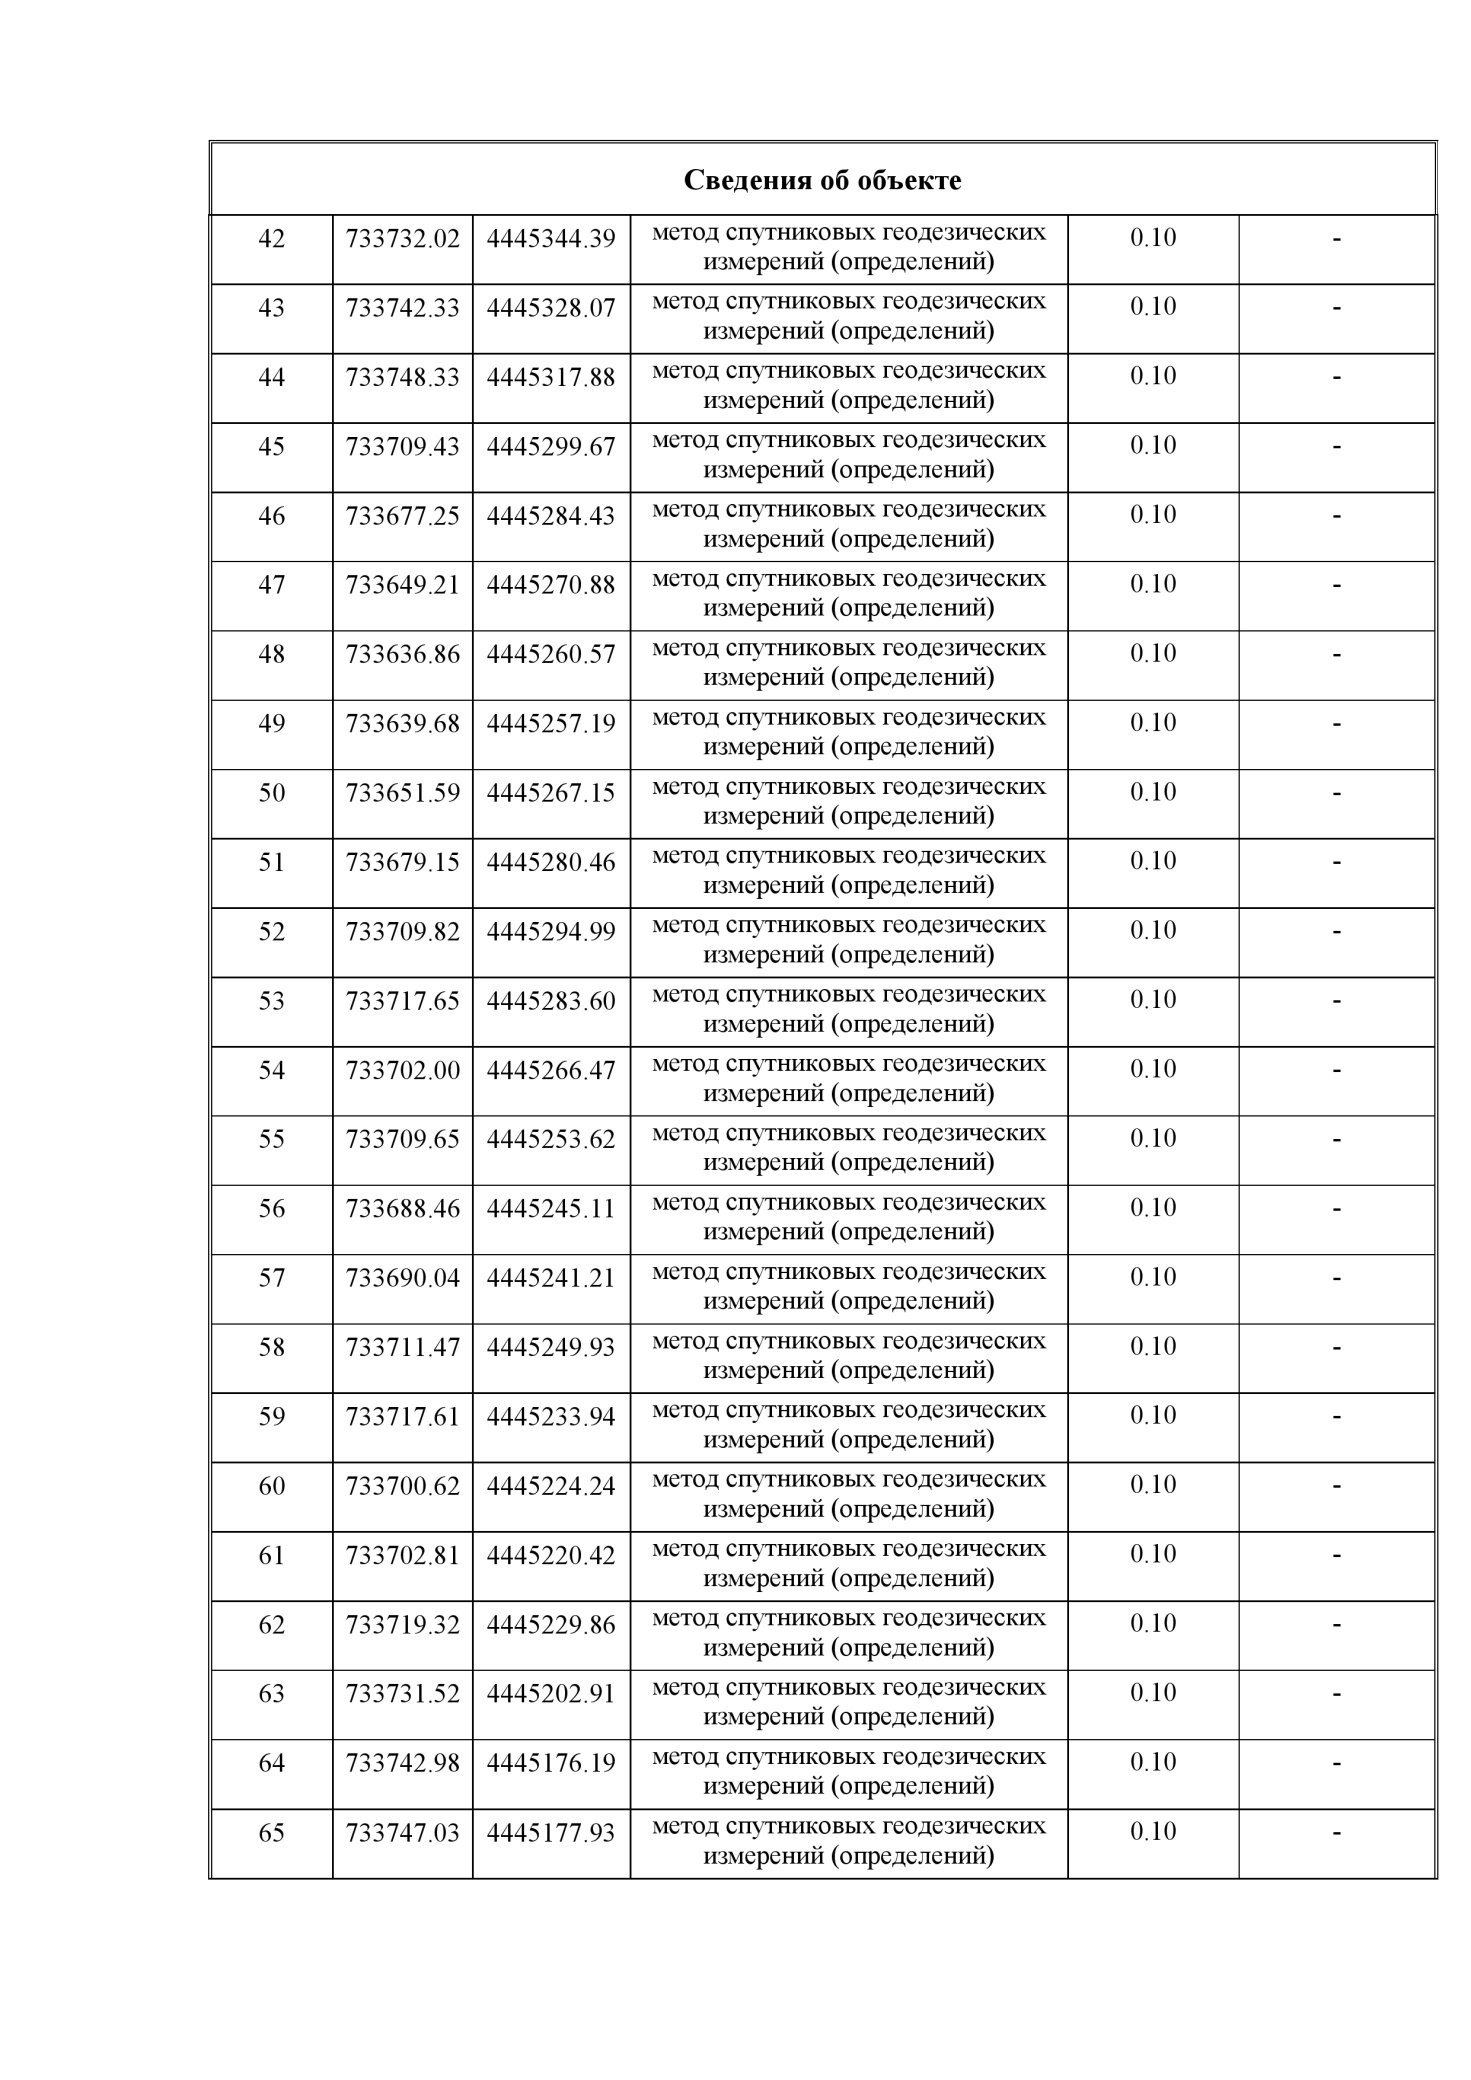 Сведения об объекте
42 733732.02 4445344.39 метод спутниковых геодезических измерений (определений) 0.10 -
43 733742.33 4445328.07 метод спутниковых геодезических измерений (определений) 0.10 -
44 733748.33 4445317.88 метод спутниковых геодезических измерений (определений) 0.10 -
45 733709.43 4445299.67 метод спутниковых геодезических измерений (определений) 0.10 -
46 733677.25 4445284.43 метод спутниковых геодезических измерений (определений) 0.10 -
47 733649.21 4445270.88 метод спутниковых геодезических измерений (определений) 0.10 -
48 733636.86 4445260.57 метод спутниковых геодезических измерений (определений) 0.10 -
49 733639.68 4445257.19 метод спутниковых геодезических измерений (определений) 0.10 -
50 733651.59 4445267.15 метод спутниковых геодезических измерений (определений) 0.10 -
51 733679.15 4445280.46 метод спутниковых геодезических измерений (определений) 0.10 -
52 733709.82 4445294.99 метод спутниковых геодезических измерений (определений) 0.10 -
53 733717.65 4445283.60 метод спутниковых геодезических измерений (определений) 0.10 -
54 733702.00 4445266.47 метод спутниковых геодезических измерений (определений) 0.10 -
55 733709.65 4445253.62 метод спутниковых геодезических измерений (определений) 0.10 -
56 733688.46 4445245.11 метод спутниковых геодезических измерений (определений) 0.10 -
57 733690.04 4445241.21 метод спутниковых геодезических измерений (определений) 0.10 -
58 733711.47 4445249.93 метод спутниковых геодезических измерений (определений) 0.10 -
59 733717.61 4445233.94 метод спутниковых геодезических измерений (определений) 0.10 -
60 733700.62 4445224.24 метод спутниковых геодезических измерений (определений) 0.10 -
61 733702.81 4445220.42 метод спутниковых геодезических измерений (определений) 0.10 -
62 733719.32 4445229.86 метод спутниковых геодезических измерений (определений) 0.10 -
63 733731.52 4445202.91 метод спутниковых геодезических измерений (определений) 0.10 -
64 733742.98 4445176.19 метод спутниковых геодезических измерений (определений) 0.10 -
65 733747.03 4445177.93 метод спутниковых геодезических измерений (определений) 0.10 -